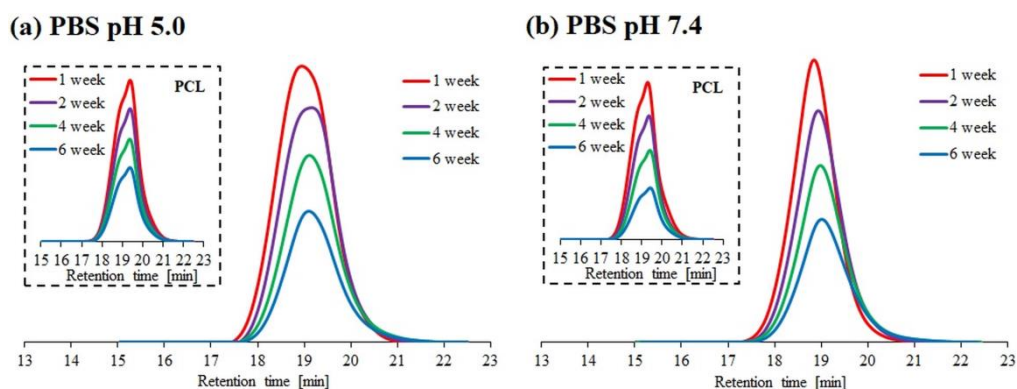 (a) PBS pH 5.0
1 week
2 week
4 week
6 week
PCL
15 16 17 18 19 20 21 22 23
Retention time [min]
1 week
2 week
4 week
6 week
13 14 15 16 17 18 19 20 21 22 23
Retention time [min]
(b) PBS pH 7.4
1 week
2 week
4 week
6 week
PCL
15 16 17 18 19 20 21 22 23
Retention time [min]
1 week
2 week
4 week
6 week
13 14 15 16 17 18 19 20 21 22 23
Retention time [min]